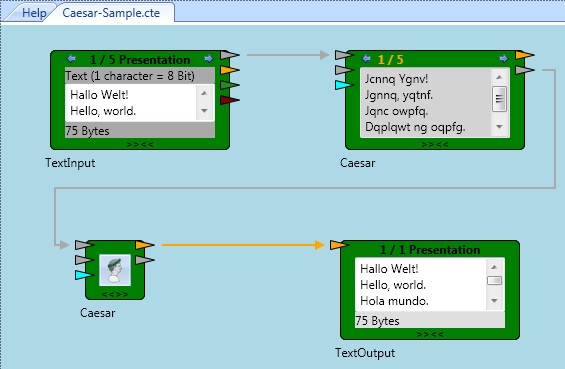 Help Caesar-Sample.cte
1 / 5 Presentation
Text (1 character = 8 Bit)
Hallo Welt!
Hello, world.
75 Bytes
>><<
TextInput
1 / 5
Jcnnq Ygnv!
Jgnnq, yqtnf.
Jqnc owpfq.
Dqplqwt ng oqpfg.
>><<
Caesar
<<>>
Caesar
1 / 1 Presentation
Hallo Welt!
Hello, world.
Hola mundo.
75 Bytes
>><<
TextOutput